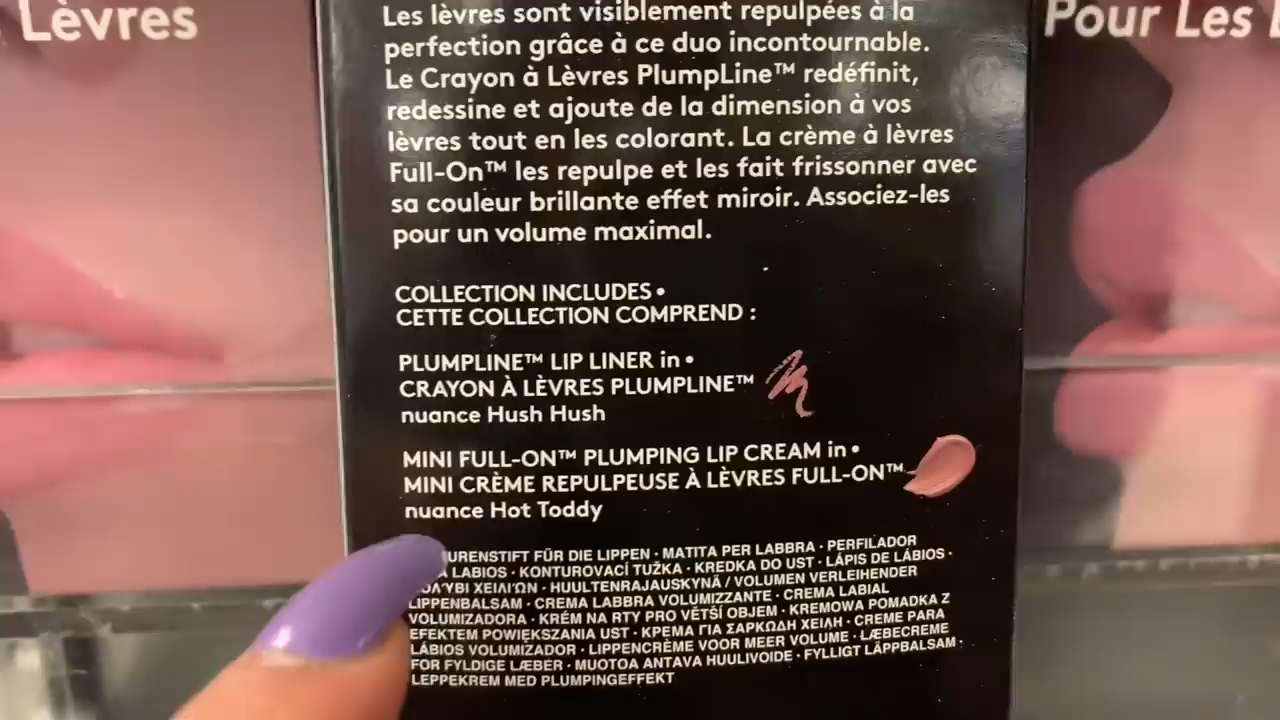 Lèvres
Pour Les
Les lèvres sont visiblement repulpées à la
perfection grâce à ce duo incontournable.
Le Crayon à Lèvres PlumpLine™ redéfinit,
redessine et ajoute de la dimension à vos
lèvres tout en les colorant. La crème à lèvres
Full-On™ les repulpe et les fait frissonner avec
sa couleur brillante effet miroir. Associez-les
pour un volume maximal.
COLLECTION INCLUDES •
CETTE COLLECTION COMPREND :
PLUMPLINE™ LIP LINER in •
CRAYON À LÈVRES PLUMPLINE™
nuance Hush Hush
MINI FULL-ON™ PLUMPING LIP CREAM in •
MINI CRÈME REPULPEUSE À LÈVRES FULL-ON™
nuance Hot Toddy
FÜR DIE LIPPEN · MATITA PER LABBRA · PERFILADOR
LABIOS · KONTUROVACÍ TUŽKA · KREDKA DO UST · LÁPIS DE LÁBIOS ·
ΧΕΙΛΙΏΝ · HUULTENRAJAUSKYNÄ / VOLUMEN VERLEIHENDER
LIPPENBALSAM · CREMA LABBRA VOLUMIZZANTE · CREMA LABIAL
VOLUMIZADORA · KRÉM NA RTY PRO VĚTŠÍ OBJEM · KREMOWA POMADKA Z
EFEKTEM POWIĘKSZANIA UST · ΚΡΕΜΑ ΓΙΑ ΣΑΡΚΩΔΗ ΧΕΙΛΗ · CREME PARA
LÁBIOS VOLUMIZADOR · LIPPENCRÈME VOOR MEER VOLUME · LÆBECREME
FOR FYLDIGE LÆBER · MUOTOA ANTAVA HUULIVOIDE · FYLLIGT LÄPPBALSAM ·
LEPPEKREM MED PLUMPINGEFFEKT